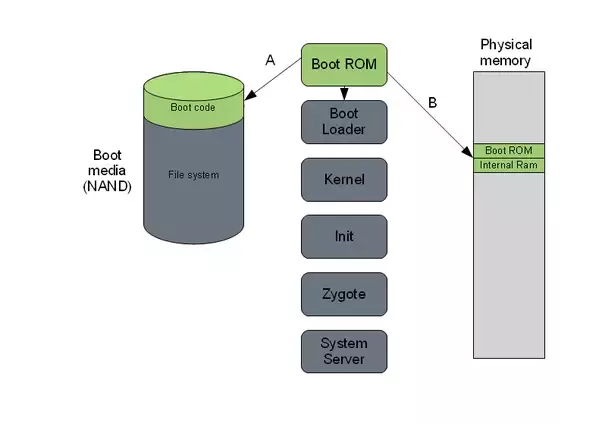 Physical
memory
A
Boot ROM
Boot code
B
Boot
Loader
Boot ROM
Internal Ram
Boot
media
(NAND)
File system
Kernel
Init
Zygote
System
Server